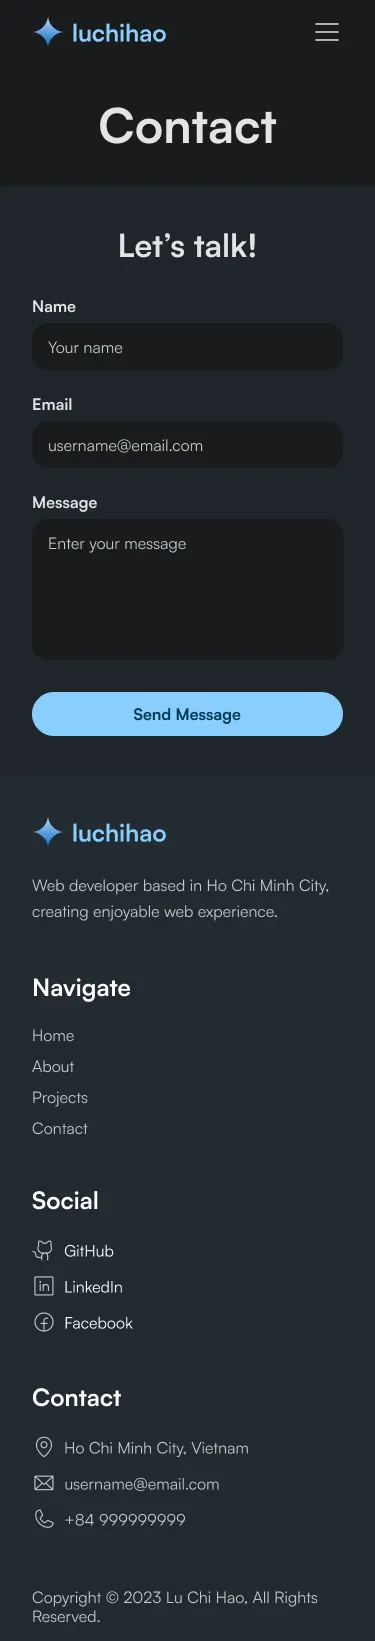 luchihao
Contact
Let’s talk!
Name
Your name
Email
username@email.com
Message
Enter your message
Send Message
luchihao
Web developer based in Ho Chi Minh City,
creating enjoyable web experience.
Navigate
Home
About
Projects
Contact
Social
GitHub
LinkedIn
Facebook
Contact
Ho Chi Minh City, Vietnam
username@email.com
+84 999999999
Copyright © 2023 Lu Chi Hao, All Rights
Reserved.